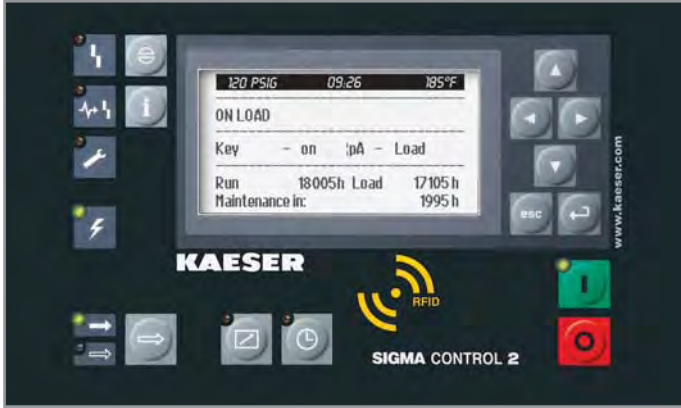 120 PSIG 09:26 185°F
ON LOAD
Key - on ¦pA - Load
Run 18005h Load 17105h
Maintenance in: 1995h
esc
www.kaeser.com
KAESER
RFID
I
O
SIGMA CONTROL 2